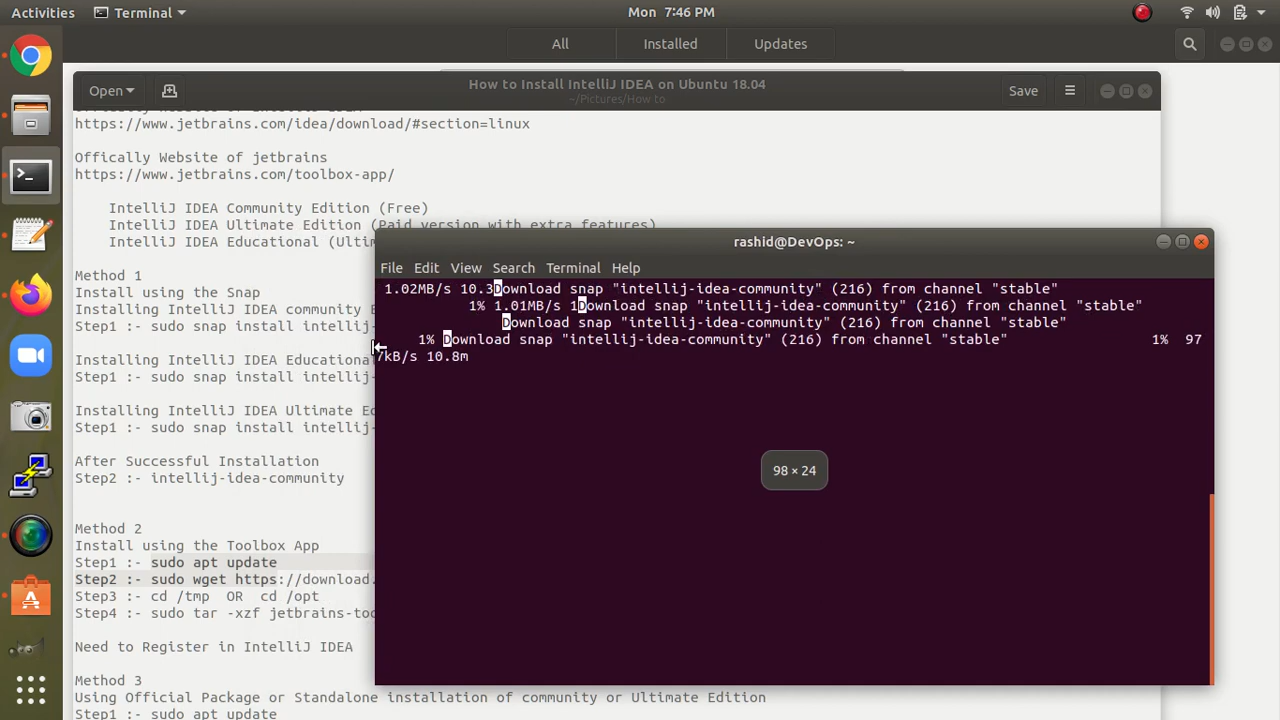 Activities
Terminal
Mon 7:46 PM
All
Installed
Updates
Open
How to Install IntelliJ IDEA on Ubuntu 18.04
~/Pictures/How to
Save
https://www.jetbrains.com/idea/download/#section=linux
Offically Website of jetbrains
https://www.jetbrains.com/toolbox-app/
IntelliJ IDEA Community Edition (Free)
IntelliJ IDEA Ultimate Edition (Paid version with extra features)
IntelliJ IDEA Educational (Ultim
Method 1
Install using the Snap
Installing IntelliJ IDEA community E
Step1 :- sudo snap install intellij-
Installing IntelliJ IDEA Educational
Step1 :- sudo snap install intellij-
Installing IntelliJ IDEA Ultimate Ed
Step1 :- sudo snap install intellij-
After Successful Installation
Step2 :- intellij-idea-community
Method 2
Install using the Toolbox App
Step1 :- sudo apt update
Step2 :- sudo wget https://download.
Step3 :- cd /tmp OR cd /opt
Step4 :- sudo tar -xzf jetbrains-too
Need to Register in IntelliJ IDEA
Method 3
Using Official Package or Standalone installation of community or Ultimate Edition
Step1 :- sudo apt update
rashid@DevOps: ~
File Edit View Search Terminal Help
1.02MB/s 10.3Download snap "intellij-idea-community" (216) from channel "stable"
1% 1.01MB/s 1Download snap "intellij-idea-community" (216) from channel "stable"
Download snap "intellij-idea-community" (216) from channel "stable"
1% Download snap "intellij-idea-community" (216) from channel "stable" 1% 97
7kB/s 10.8m
98 × 24